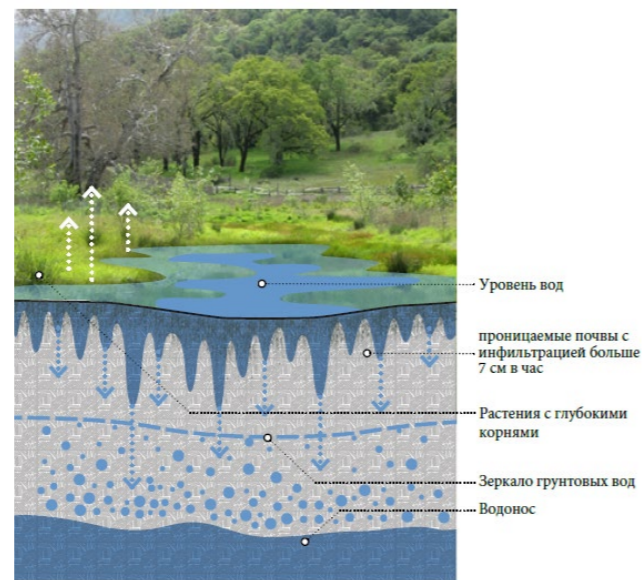 Уровень вод
проницаемые почвы с
инфильтрацией больше
7 см в час
Растения с глубокими
корнями
Зеркало грунтовых вод
Водонос